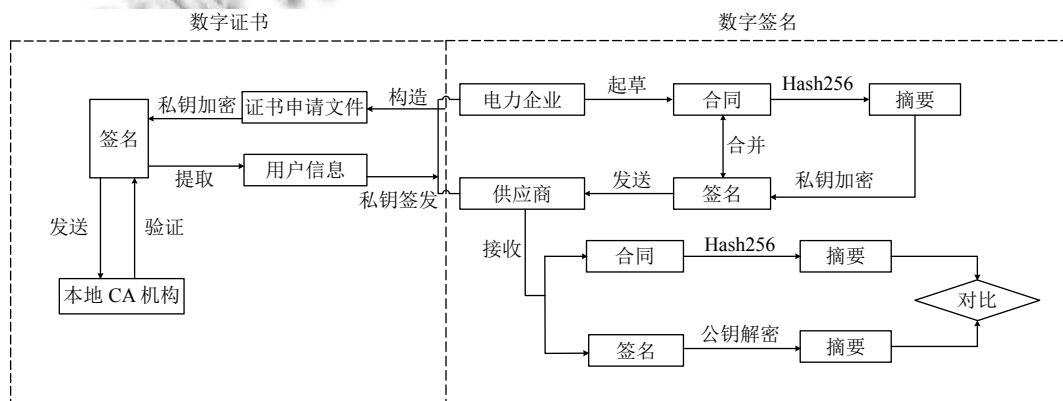 数字证书
数字签名
私钥加密
证书申请文件
构造
电力企业
起草
合同
Hash256
摘要
签名
合并
提取
用户信息
私钥签发
供应商
发送
签名
私钥加密
发送
验证
接收
合同
Hash256
摘要
本地 CA 机构
对比
签名
公钥解密
摘要